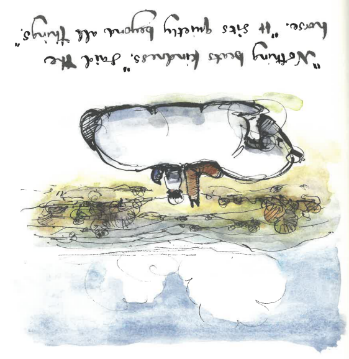 "Nothing beats kindness," said the
horse. "It sits quietly beyond all things."